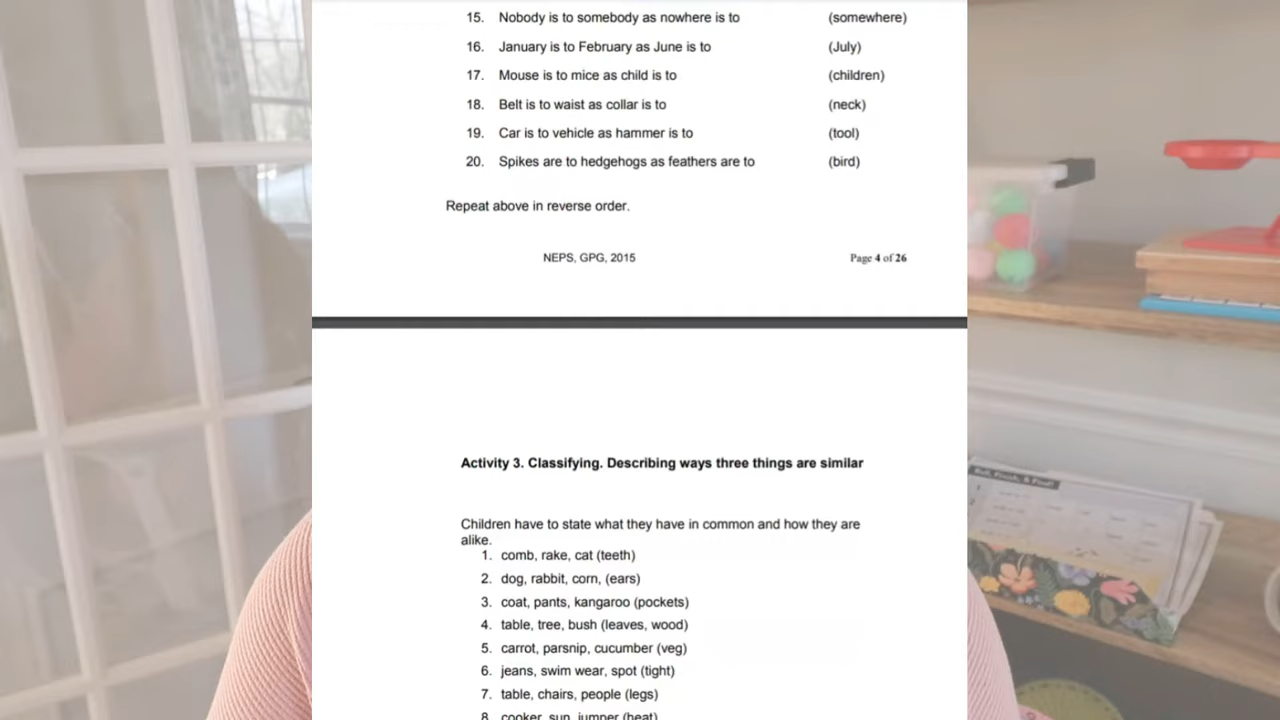 15. Nobody is to somebody as nowhere is to (somewhere)
16. January is to February as June is to (July)
17. Mouse is to mice as child is to (children)
18. Belt is to waist as collar is to (neck)
19. Car is to vehicle as hammer is to (tool)
20. Spikes are to hedgehogs as feathers are to (bird)
Repeat above in reverse order.
NEPS, GPG, 2015 Page 4 of 26
Activity 3. Classifying. Describing ways three things are similar
Children have to state what they have in common and how they are
alike.
1. comb, rake, cat (teeth)
2. dog, rabbit, corn, (ears)
3. coat, pants, kangaroo (pockets)
4. table, tree, bush (leaves, wood)
5. carrot, parsnip, cucumber (veg)
6. jeans, swim wear, spot (tight)
7. table, chairs, people (legs)
8. cooker, sun, jumper (heat)